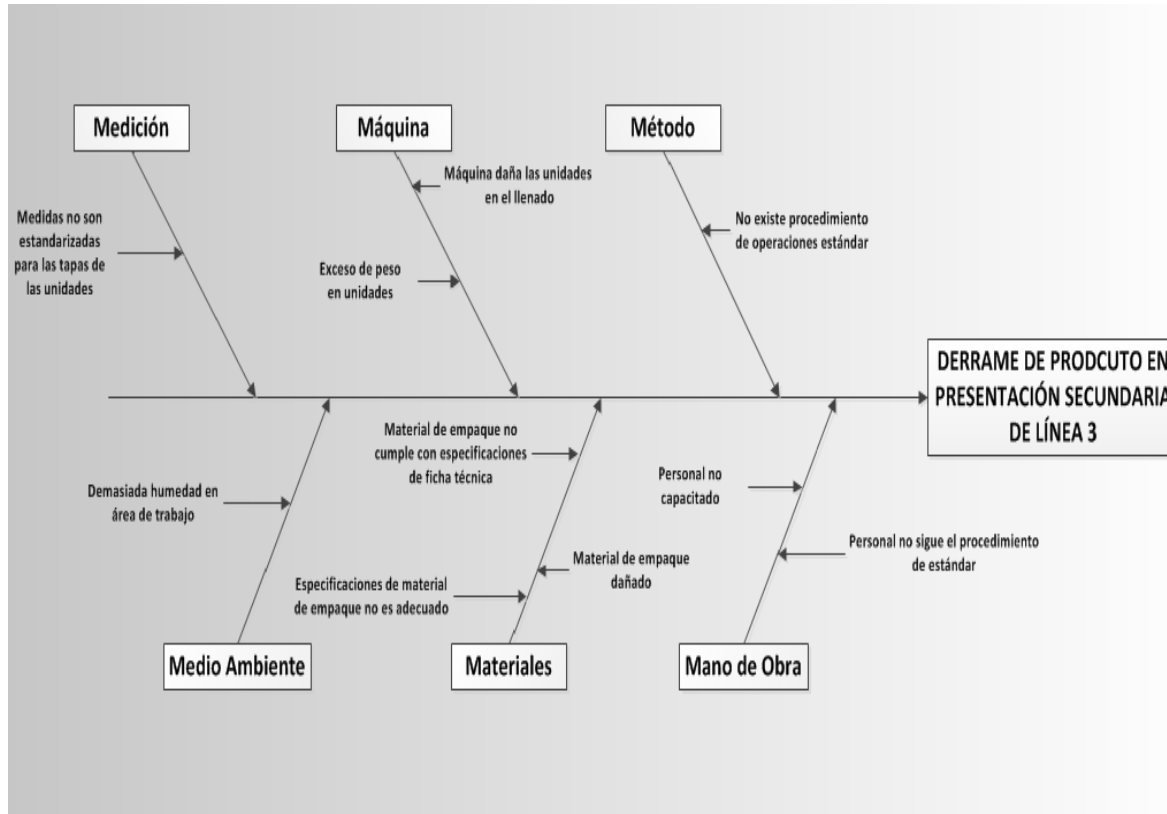 Medición
Máquina
Método
Máquina daña las unidades
en el llenado
Medidas no son
estandarizadas
para las tapas de
las unidades
No existe procedimiento
de operaciones estándar
Exceso de peso
en unidades
DERRAME DE PRODCUTO EN
PRESENTACIÓN SECUNDARIA
DE LÍNEA 3
Material de empaque no
cumple con especificaciones
de ficha técnica
Demasiada humedad en
área de trabajo
Personal no
capacitado
Personal no sigue el procedimiento
de estándar
Material de empaque
dañado
Especificaciones de material
de empaque no es adecuado
Medio Ambiente
Materiales
Mano de Obra